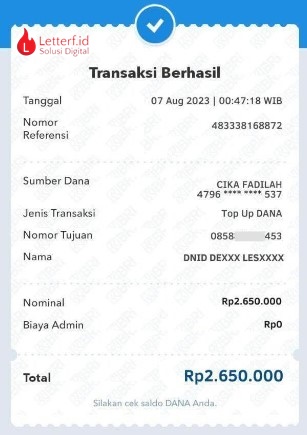 Letterf.id
Solusi Digital
Transaksi Berhasil
Tanggal 07 Aug 2023 | 00:47:18 WIB
Nomor Referensi 483338168872
Sumber Dana CIKA FADILAH
4796 **** **** 537
Jenis Transaksi Top Up DANA
Nomor Tujuan 0858 453
Nama DNID DEXXX LESXXXX
Nominal Rp2.650.000
Biaya Admin Rp0
Total Rp2.650.000
Silakan cek saldo DANA Anda.